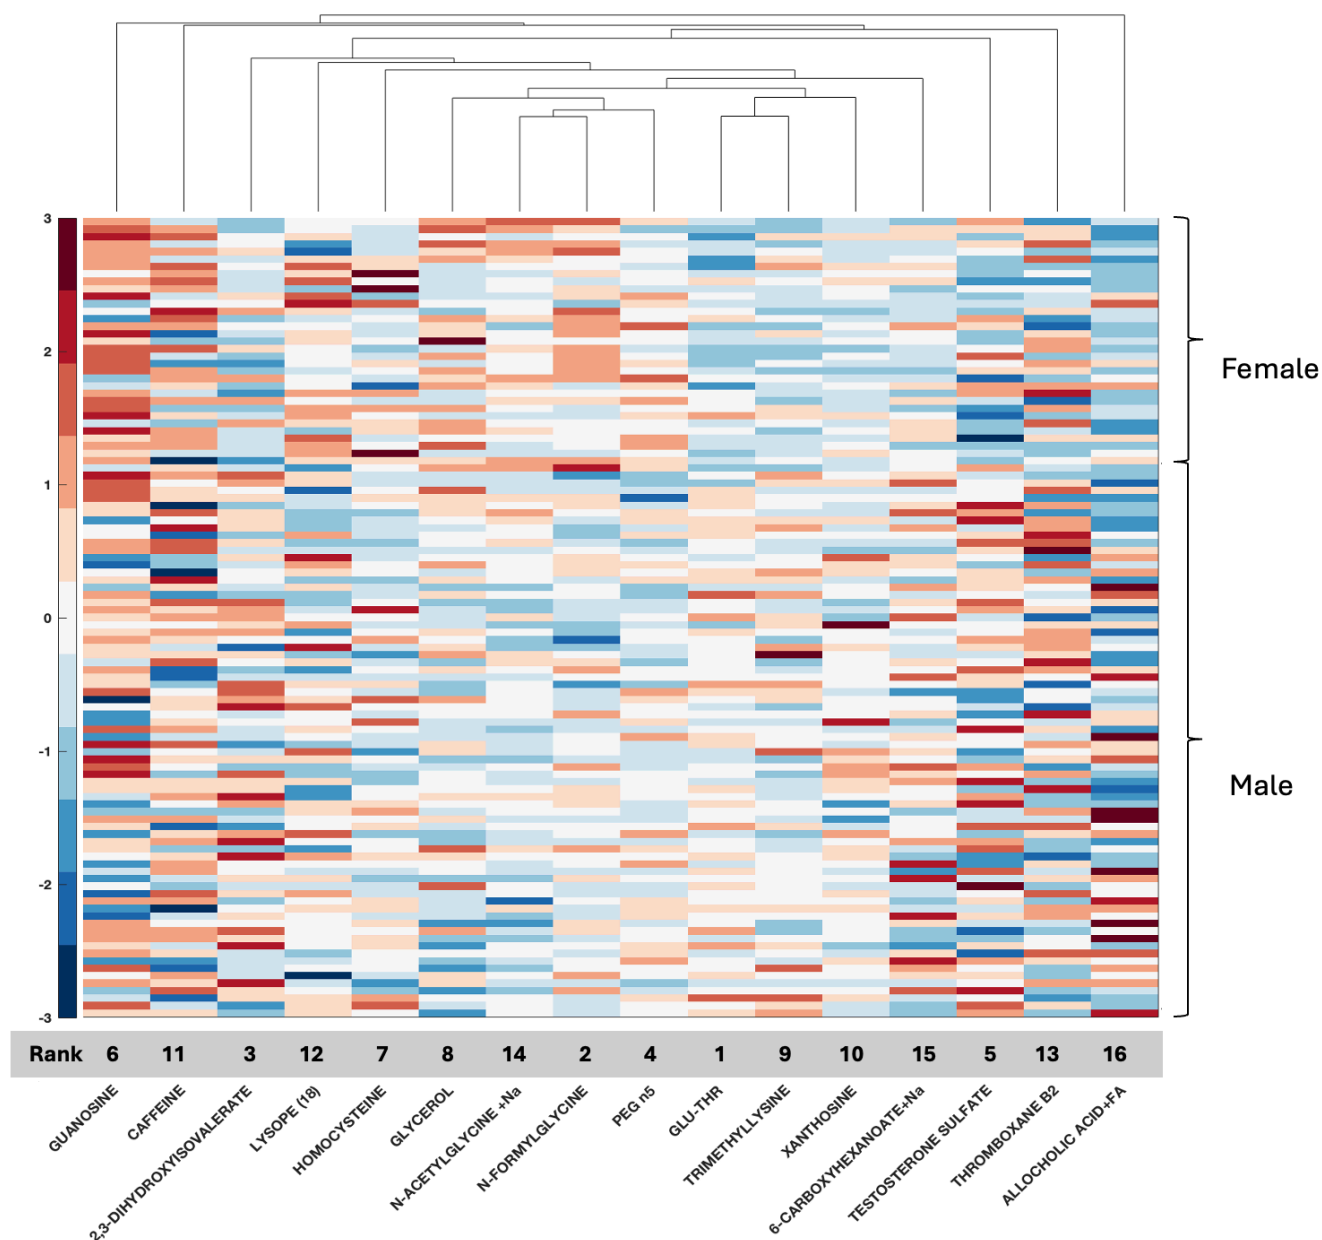 3
2
1
0
-1
-2
-3
Female
Male
Rank 6 11 3 12 7 8 14 2 4 1 9 10 15 5 13 16
GUANOSINE
CAFFEINE
2,3-DIHYDROXYISOVALERATE
LYSOPE (18)
HOMOCYSTEINE
GLYCEROL
N-ACETYLGLYCINE +Na
N-FORMYLGLYCINE
PEG n5
GLU-THR
TRIMETHYLLYSINE
XANTHOSINE
6-CARBOXYHEXANOATE+Na
TESTOSTERONE SULFATE
THROMBOXANE B2
ALLOCHOLIC ACID+FA